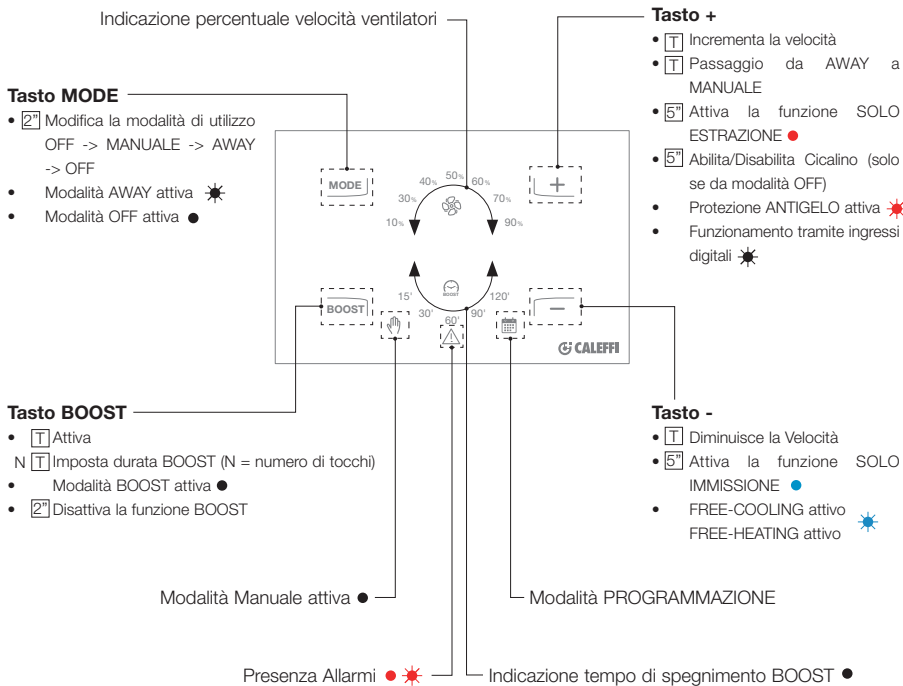 Indicazione percentuale velocità ventilatori
Tasto +
• T Incrementa la velocità
• T Passaggio da AWAY a
MANUALE
• 5" Attiva la funzione SOLO
ESTRAZIONE
• 5" Abilita/Disabilita Cicalino (solo
se da modalità OFF)
• Protezione ANTIGELO attiva
• Funzionamento tramite ingressi
digitali
Tasto MODE
• 2" Modifica la modalità di utilizzo
OFF -> MANUALE -> AWAY
-> OFF
• Modalità AWAY attiva
• Modalità OFF attiva
MODE
10%
30%
40%
50%
60%
70%
90%
+
BOOST
BOOST
15'
30'
60'
90'
120'
−
CALEFFI
Tasto BOOST
• T Attiva
N T Imposta durata BOOST (N = numero di tocchi)
• Modalità BOOST attiva
• 2" Disattiva la funzione BOOST
Tasto -
• T Diminuisce la Velocità
• 5" Attiva la funzione SOLO
IMMISSIONE
• FREE-COOLING attivo
FREE-HEATING attivo
Modalità Manuale attiva
Modalità PROGRAMMAZIONE
Presenza Allarmi
Indicazione tempo di spegnimento BOOST